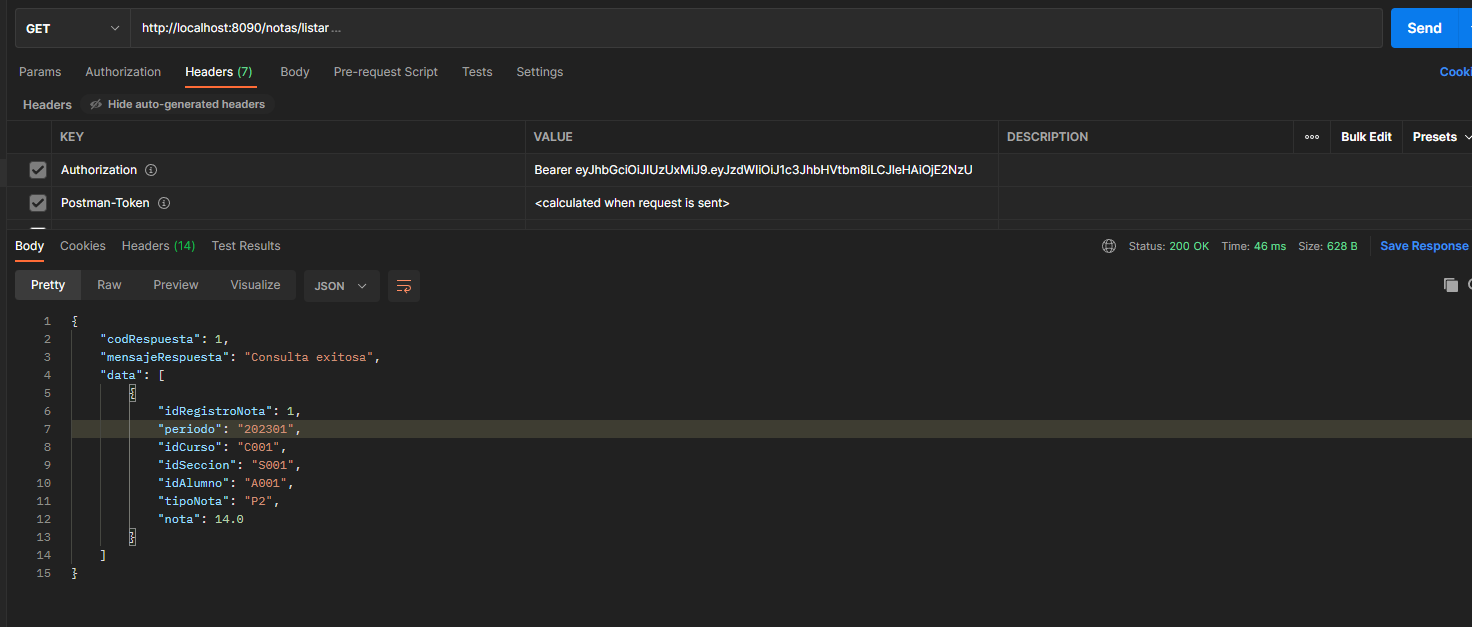 GET http://localhost:8090/notas/listar ... Send
Params Authorization Headers (7) Body Pre-request Script Tests Settings Cooki
Headers Hide auto-generated headers
KEY VALUE DESCRIPTION ooo Bulk Edit Presets
Authorization Bearer eyJhbGciOiJIUzUxMiJ9.eyJzdWIiOiJ1c3JhbHVtbm8iLCJleHAiOjE2NzU
Postman-Token <calculated when request is sent>
Body Cookies Headers (14) Test Results Status: 200 OK Time: 46 ms Size: 628 B Save Response
Pretty Raw Preview Visualize JSON
1 {
2 "codRespuesta": 1,
3 "mensajeRespuesta": "Consulta exitosa",
4 "data": [
5 {
6 "idRegistroNota": 1,
7 "periodo": "202301",
8 "idCurso": "C001",
9 "idSeccion": "S001",
10 "idAlumno": "A001",
11 "tipoNota": "P2",
12 "nota": 14.0
13 }
14 ]
15 }